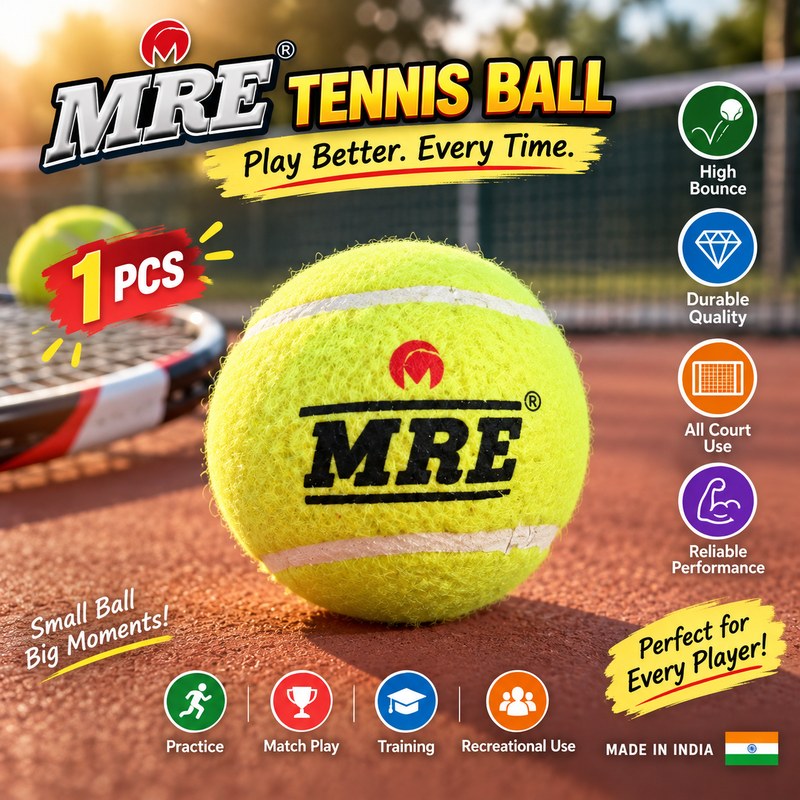 MRE® TENNIS BALL
Play Better. Every Time.
1 PCS
High
Bounce
Durable
Quality
All Court
Use
Reliable
Performance
MRE®
Small Ball
Big Moments!
Perfect for
Every Player!
Practice
Match Play
Training
Recreational Use
MADE IN INDIA